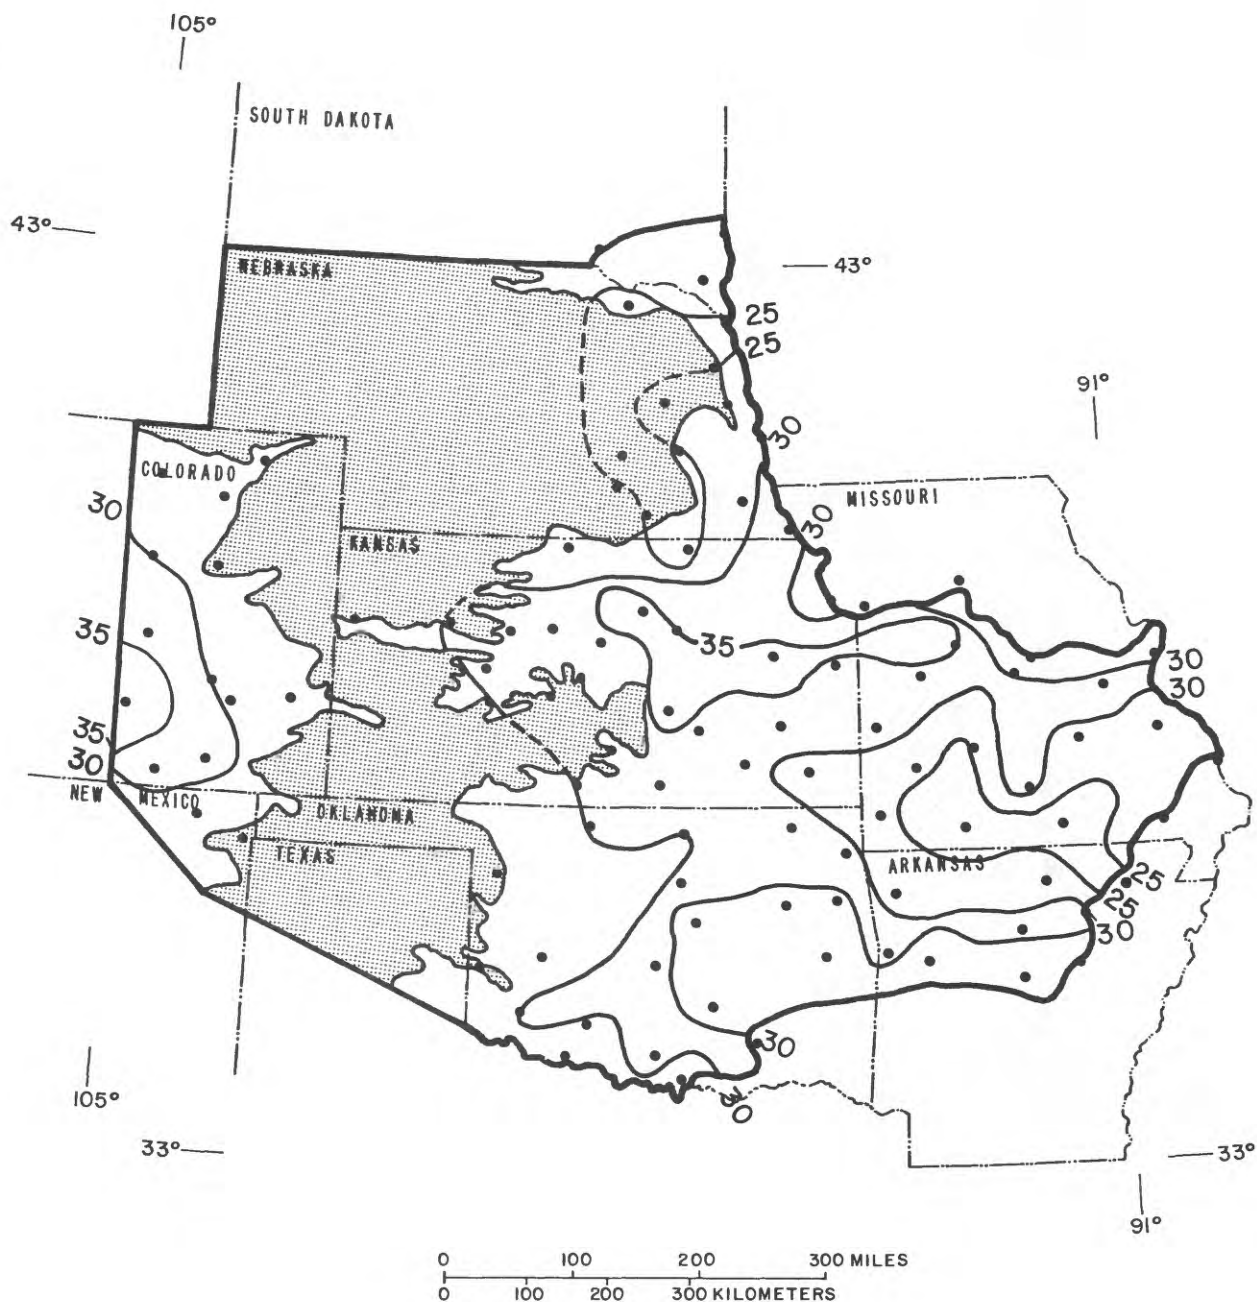 105°
SOUTH DAKOTA
43°
43°
NEBRASKA
25
25
91°
30
COLORADO
30
MISSOURI
30
KANSAS
35
35
30
30
35
30
NEW MEXICO
OKLAHOMA
TEXAS
ARKANSAS
25
25
30
30
30
105°
33°
33°
91°
0 100 200 300 MILES
0 100 200 300 KILOMETERS